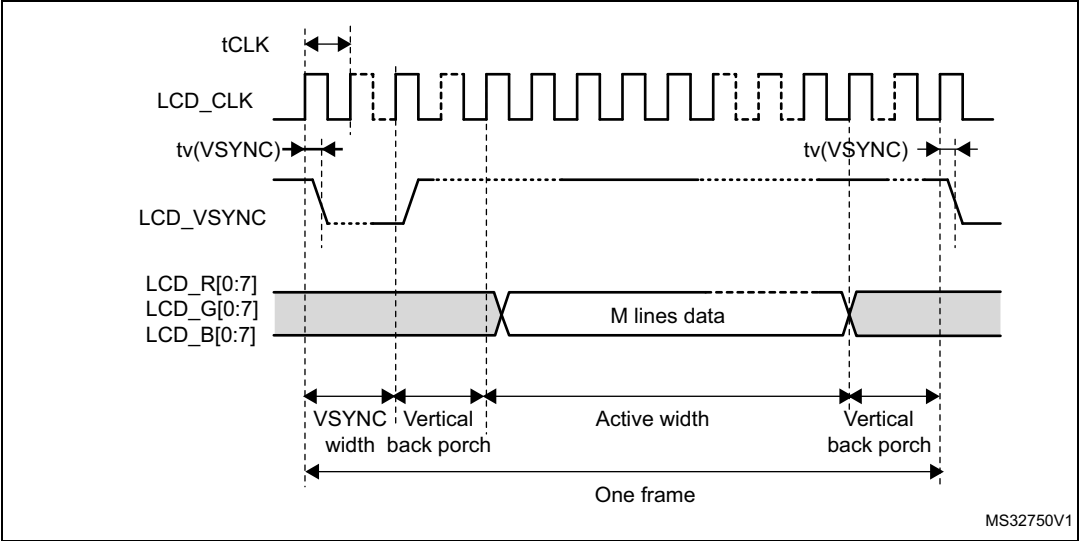 tCLK
LCD_CLK
tv(VSYNC)
tv(VSYNC)
LCD_VSYNC
LCD_R[0:7]
LCD_G[0:7]
LCD_B[0:7]
M lines data
VSYNC width
Vertical back porch
Active width
Vertical back porch
One frame
MS32750V1